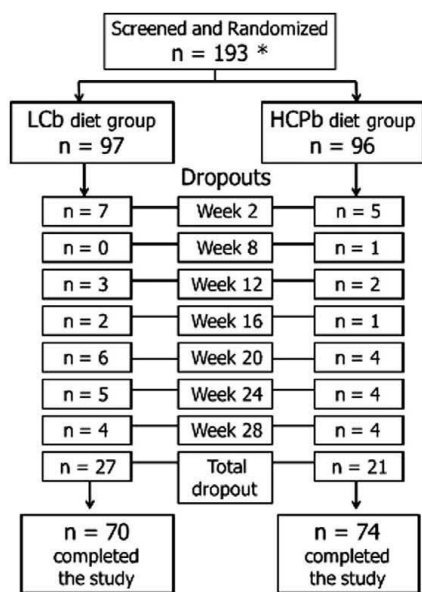 Screened and Randomized
n = 193 *
LCb diet group
n = 97
HCPb diet group
n = 96
Dropouts
n = 7 Week 2 n = 5
n = 0 Week 8 n = 1
n = 3 Week 12 n = 2
n = 2 Week 16 n = 1
n = 6 Week 20 n = 4
n = 5 Week 24 n = 4
n = 4 Week 28 n = 4
n = 27 Total dropout n = 21
n = 70
completed
the study
n = 74
completed
the study